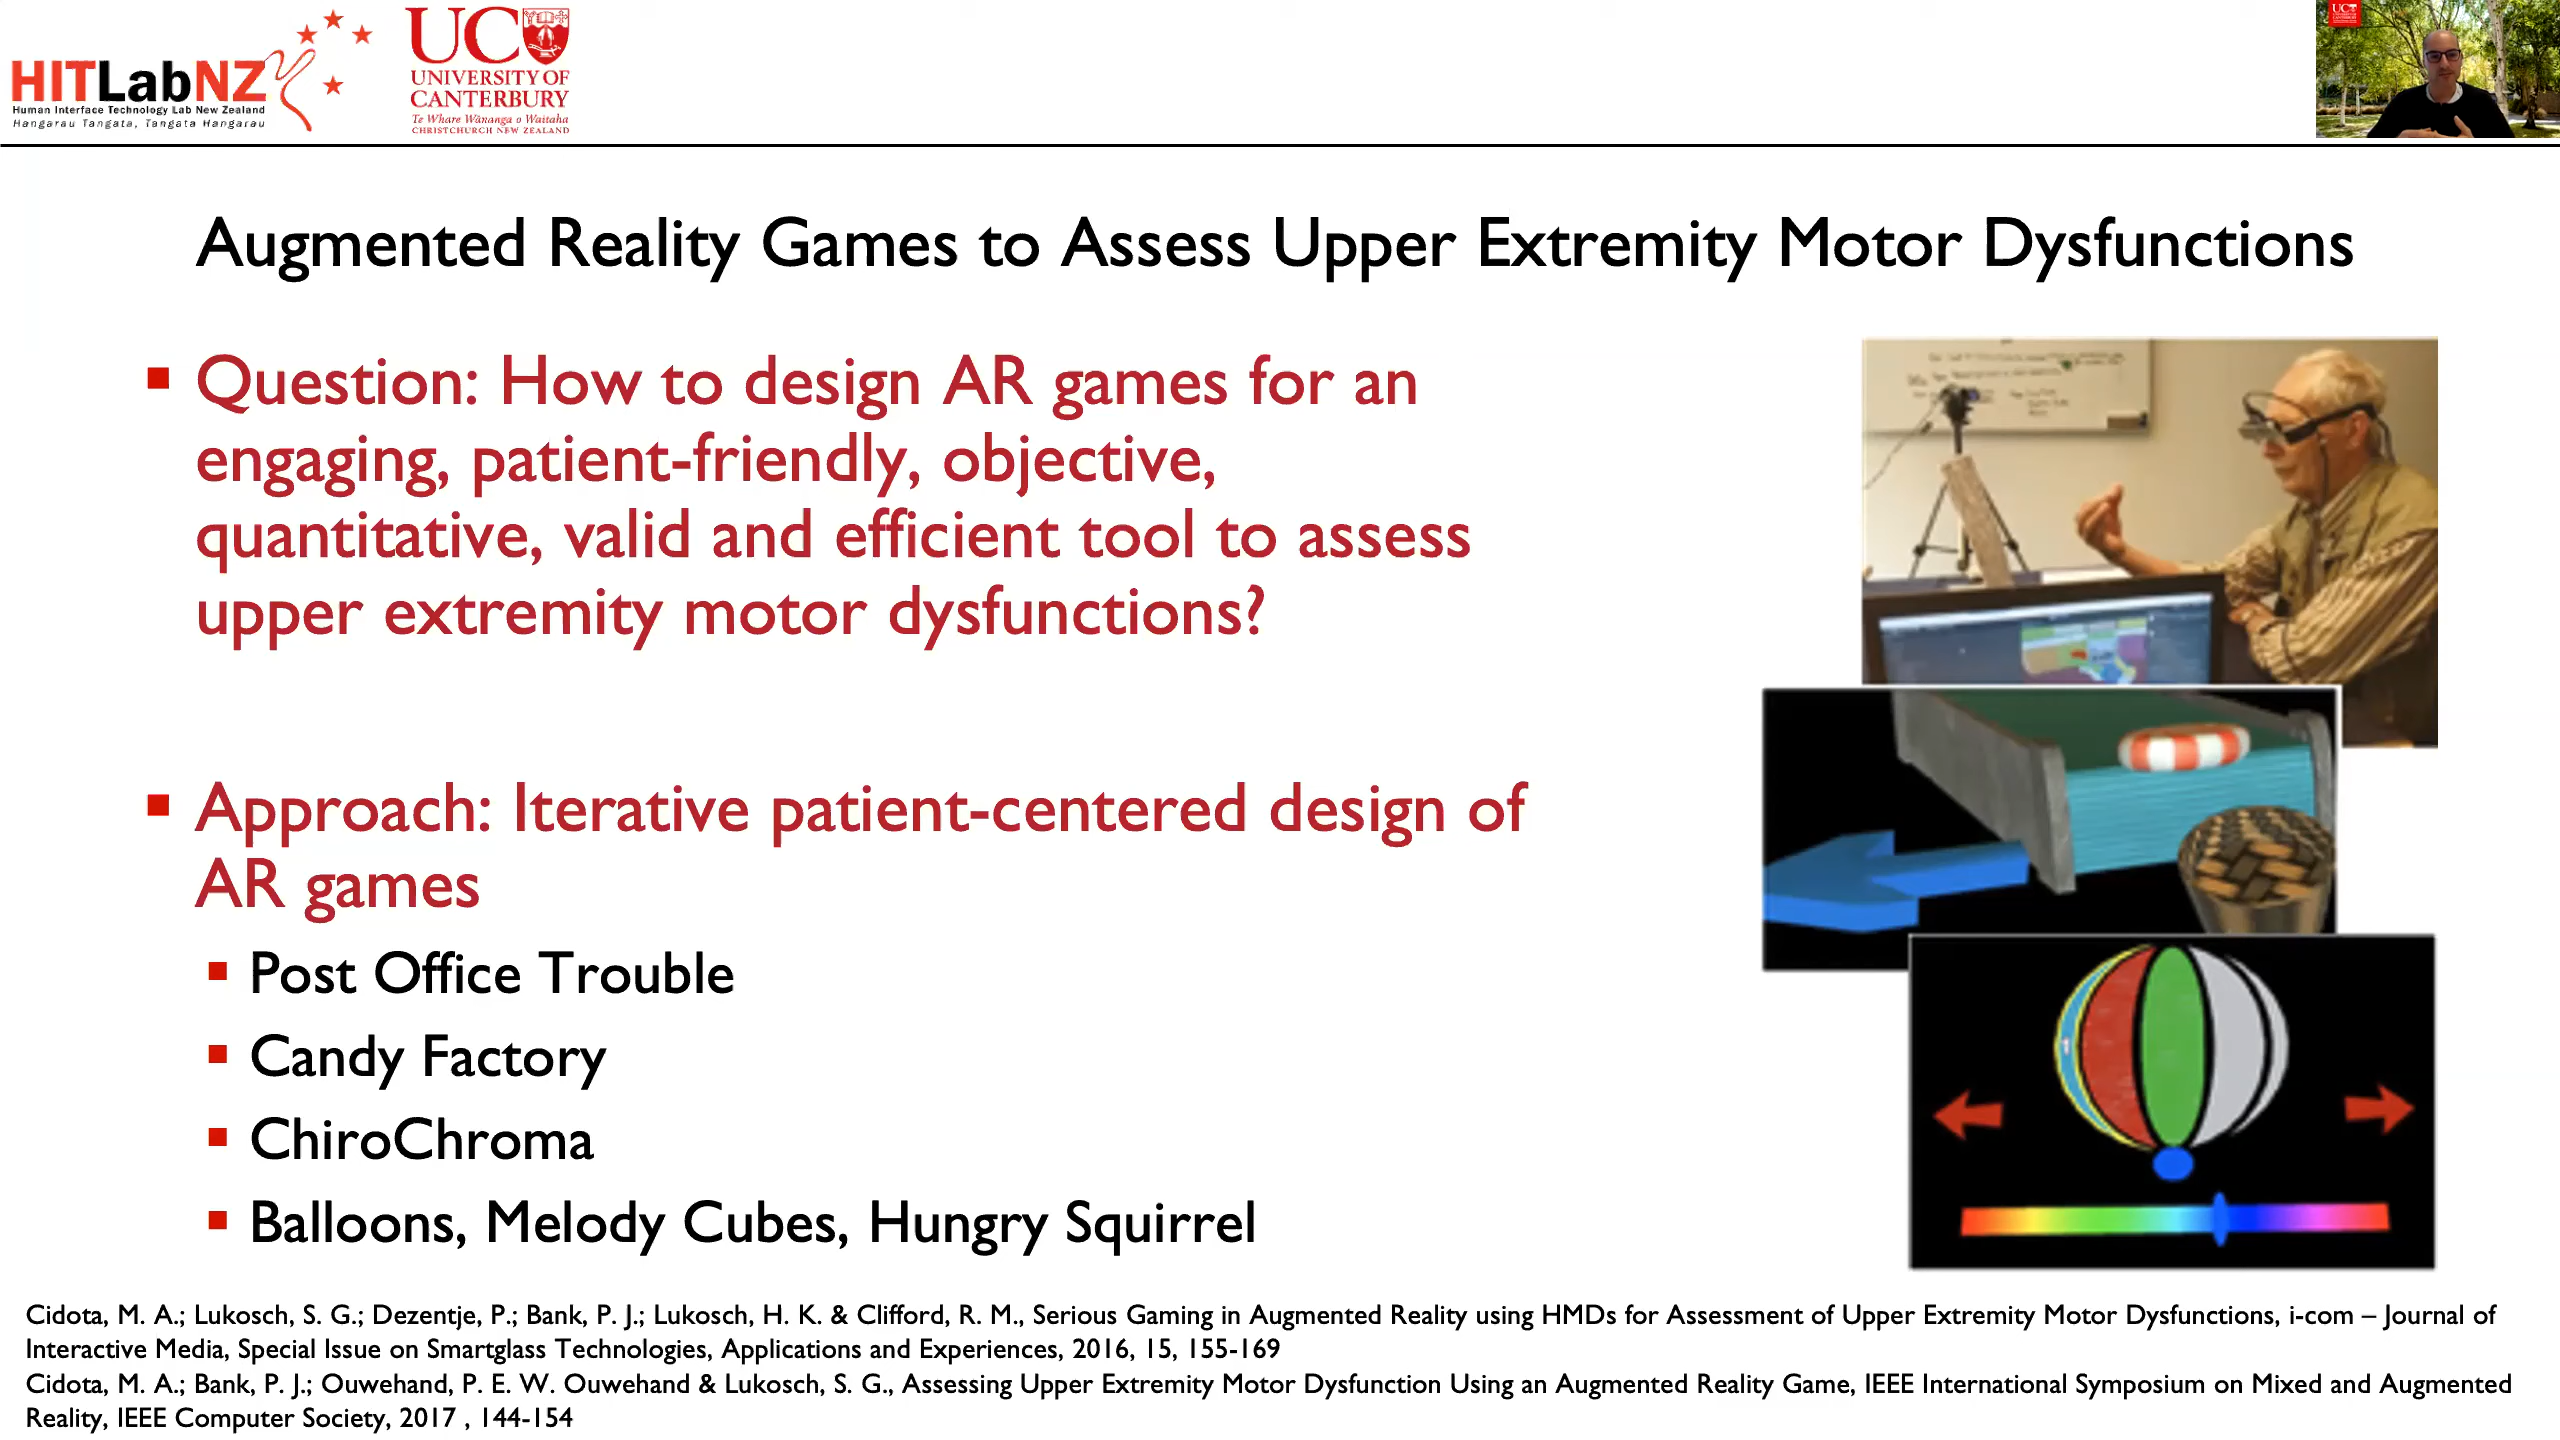 HITLabNZ
Human Interface Technology Lab New Zealand
Hangarau Tangata, Tangata Hangarau
UC
UNIVERSITY OF
CANTERBURY
Te Whare Wānanga o Waitaha
CHRISTCHURCH NEW ZEALAND
UC
Augmented Reality Games to Assess Upper Extremity Motor Dysfunctions
Question: How to design AR games for an
engaging, patient-friendly, objective,
quantitative, valid and efficient tool to assess
upper extremity motor dysfunctions?
Approach: Iterative patient-centered design of
AR games
Post Office Trouble
Candy Factory
ChiroChroma
Balloons, Melody Cubes, Hungry Squirrel
Cidota, M. A.; Lukosch, S. G.; Dezentje, P.; Bank, P. J.; Lukosch, H. K. & Clifford, R. M., Serious Gaming in Augmented Reality using HMDs for Assessment of Upper Extremity Motor Dysfunctions, i-com – Journal of
Interactive Media, Special Issue on Smartglass Technologies, Applications and Experiences, 2016, 15, 155-169
Cidota, M. A.; Bank, P. J.; Ouwehand, P. E. W. Ouwehand & Lukosch, S. G., Assessing Upper Extremity Motor Dysfunction Using an Augmented Reality Game, IEEE International Symposium on Mixed and Augmented
Reality, IEEE Computer Society, 2017 , 144-154